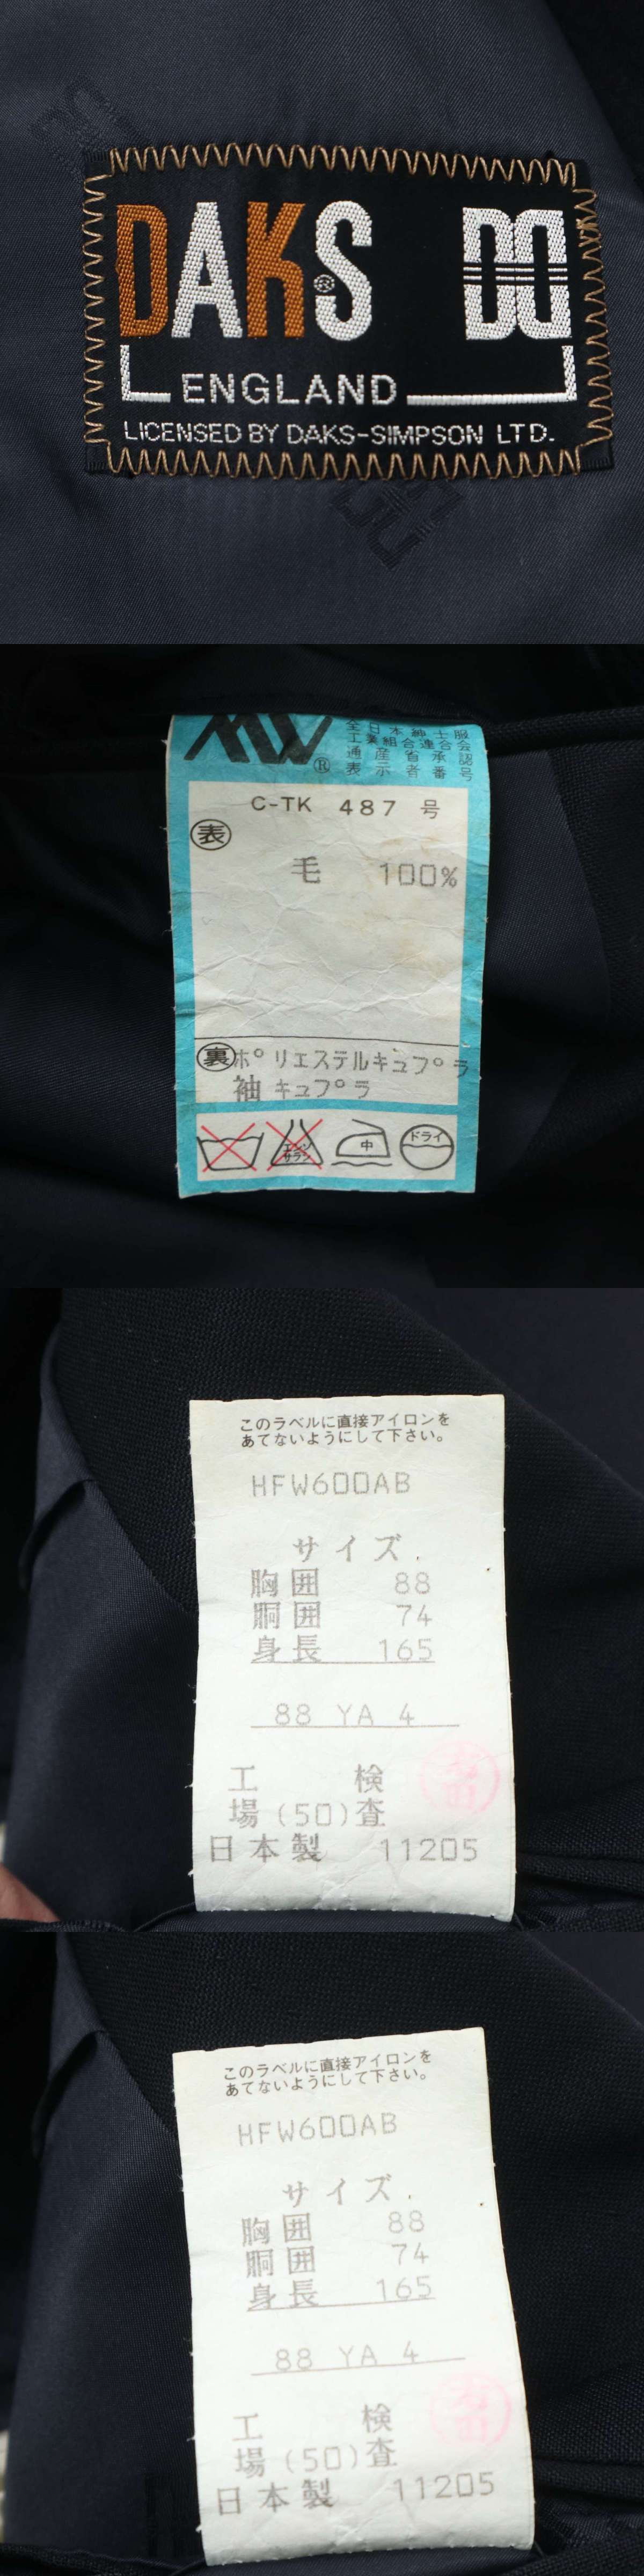 DAKS®
ENGLAND
LICENSED BY DAKS-SIMPSON LTD.
MW®
全日本紳士服
工業組合連合会
通産省承認
表示者番号
C-TK 487 号
表
毛 100%
裏 ポリエステルキュプラ
袖 キュプラ
エンソ
サラシ
中
ドライ
このラベルに直接アイロンを
あてないようにして下さい。
HFW600AB
サイズ.
胸囲 88
胴囲 74
身長 165
88 YA 4
工 検
場(50)査
日本製 11205
このラベルに直接アイロンを
あてないようにして下さい。
HFW600AB
サイズ.
胸囲 88
胴囲 74
身長 165
88 YA 4
工 検
場(50)査
日本製 11205